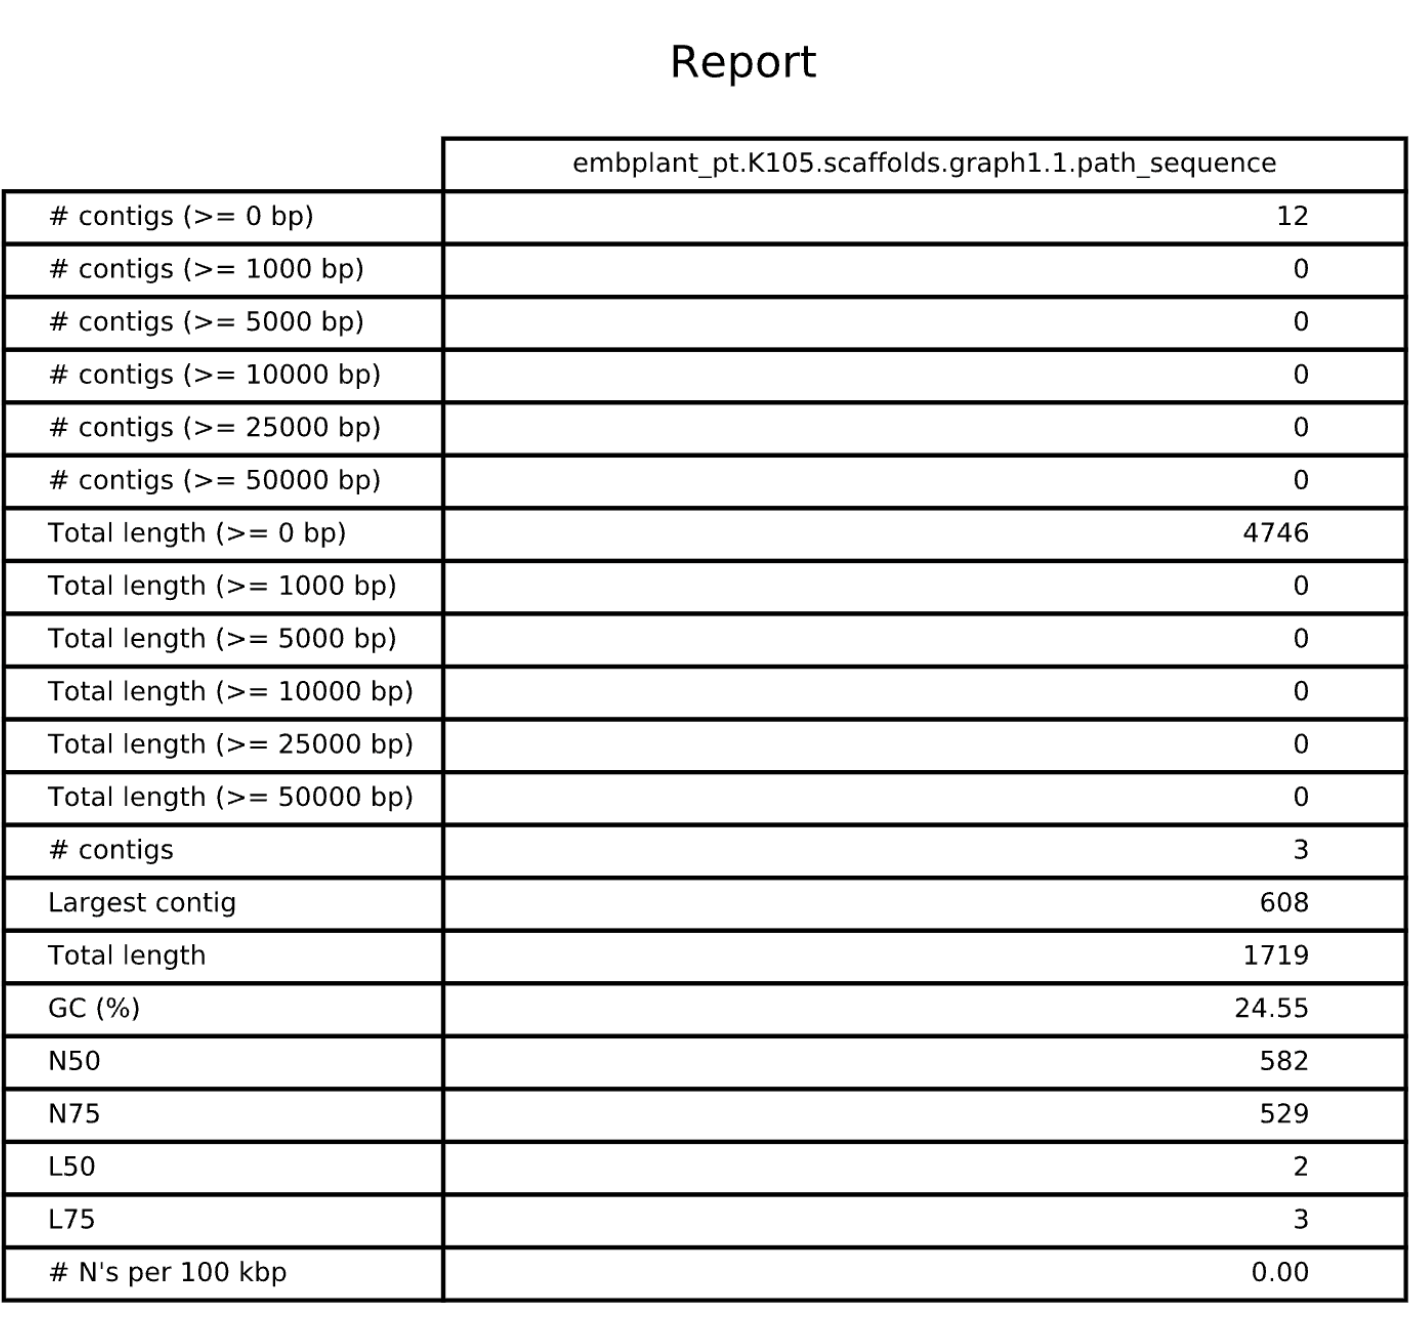 Report
embplant_pt.K105.scaffolds.graph1.1.path_sequence
# contigs (>= 0 bp) 12
# contigs (>= 1000 bp) 0
# contigs (>= 5000 bp) 0
# contigs (>= 10000 bp) 0
# contigs (>= 25000 bp) 0
# contigs (>= 50000 bp) 0
Total length (>= 0 bp) 4746
Total length (>= 1000 bp) 0
Total length (>= 5000 bp) 0
Total length (>= 10000 bp) 0
Total length (>= 25000 bp) 0
Total length (>= 50000 bp) 0
# contigs 3
Largest contig 608
Total length 1719
GC (%) 24.55
N50 582
N75 529
L50 2
L75 3
# N's per 100 kbp 0.00